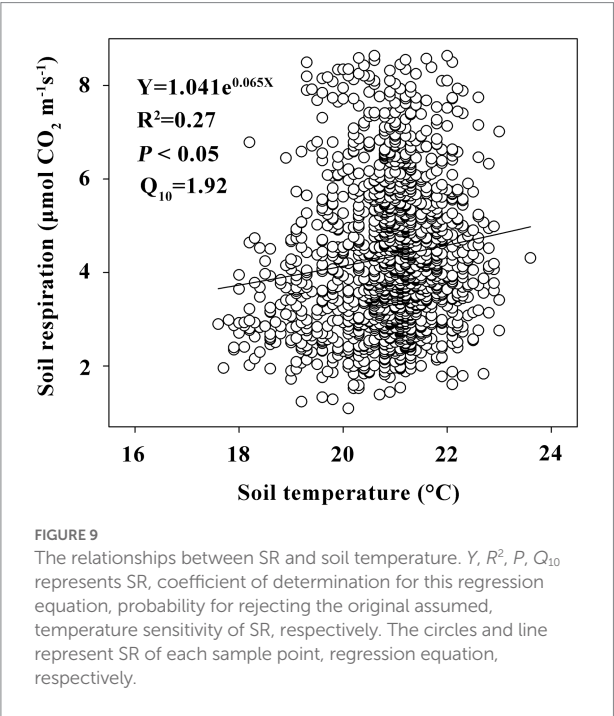 Y=1.041e^0.065X
R²=0.27
P < 0.05
Q₁₀=1.92
Soil respiration (μmol CO₂ m⁻¹s⁻¹)
8
6
4
2
16 18 20 22 24
Soil temperature (°C)
FIGURE 9
The relationships between SR and soil temperature. Y, R², P, Q₁₀
represents SR, coefficient of determination for this regression
equation, probability for rejecting the original assumed,
temperature sensitivity of SR, respectively. The circles and line
represent SR of each sample point, regression equation,
respectively.